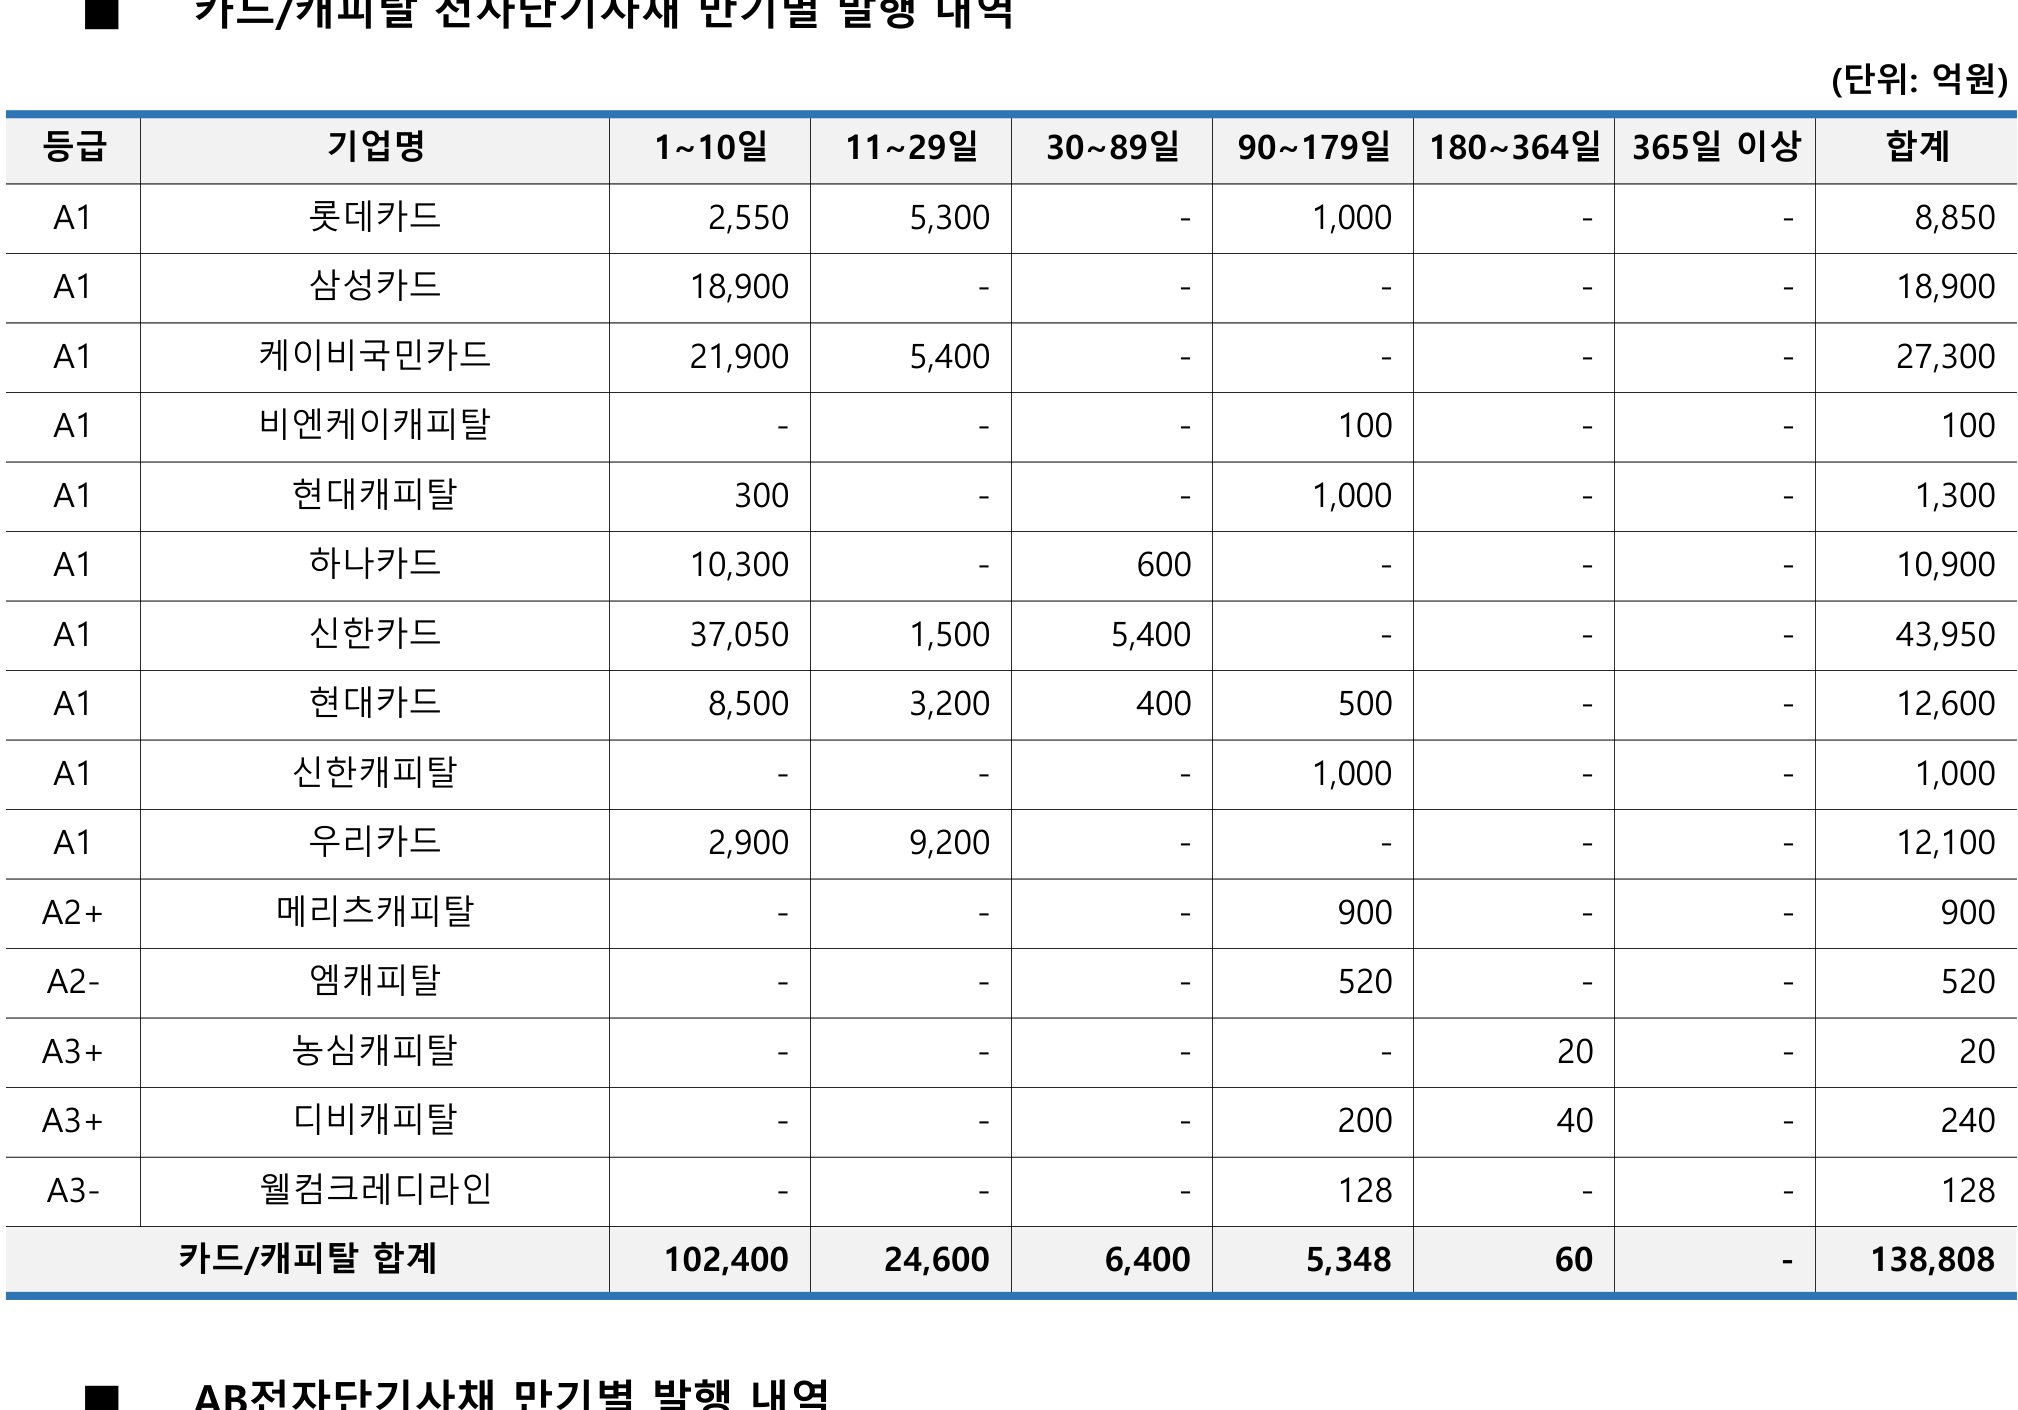 ■ 카드/캐피탈 전자단기사채 만기별 발행 내역
(단위: 억원)
등급 기업명 1~10일 11~29일 30~89일 90~179일 180~364일 365일 이상 합계
A1 롯데카드 2,550 5,300 - 1,000 - - 8,850
A1 삼성카드 18,900 - - - - - 18,900
A1 케이비국민카드 21,900 5,400 - - - - 27,300
A1 비엔케이캐피탈 - - - 100 - - 100
A1 현대캐피탈 300 - - 1,000 - - 1,300
A1 하나카드 10,300 - 600 - - - 10,900
A1 신한카드 37,050 1,500 5,400 - - - 43,950
A1 현대카드 8,500 3,200 400 500 - - 12,600
A1 신한캐피탈 - - - 1,000 - - 1,000
A1 우리카드 2,900 9,200 - - - - 12,100
A2+ 메리츠캐피탈 - - - 900 - - 900
A2- 엠캐피탈 - - - 520 - - 520
A3+ 농심캐피탈 - - - - 20 - 20
A3+ 디비캐피탈 - - - 200 40 - 240
A3- 웰컴크레디라인 - - - 128 - - 128
카드/캐피탈 합계 102,400 24,600 6,400 5,348 60 - 138,808
■ AB전자단기사채 만기별 발행 내역